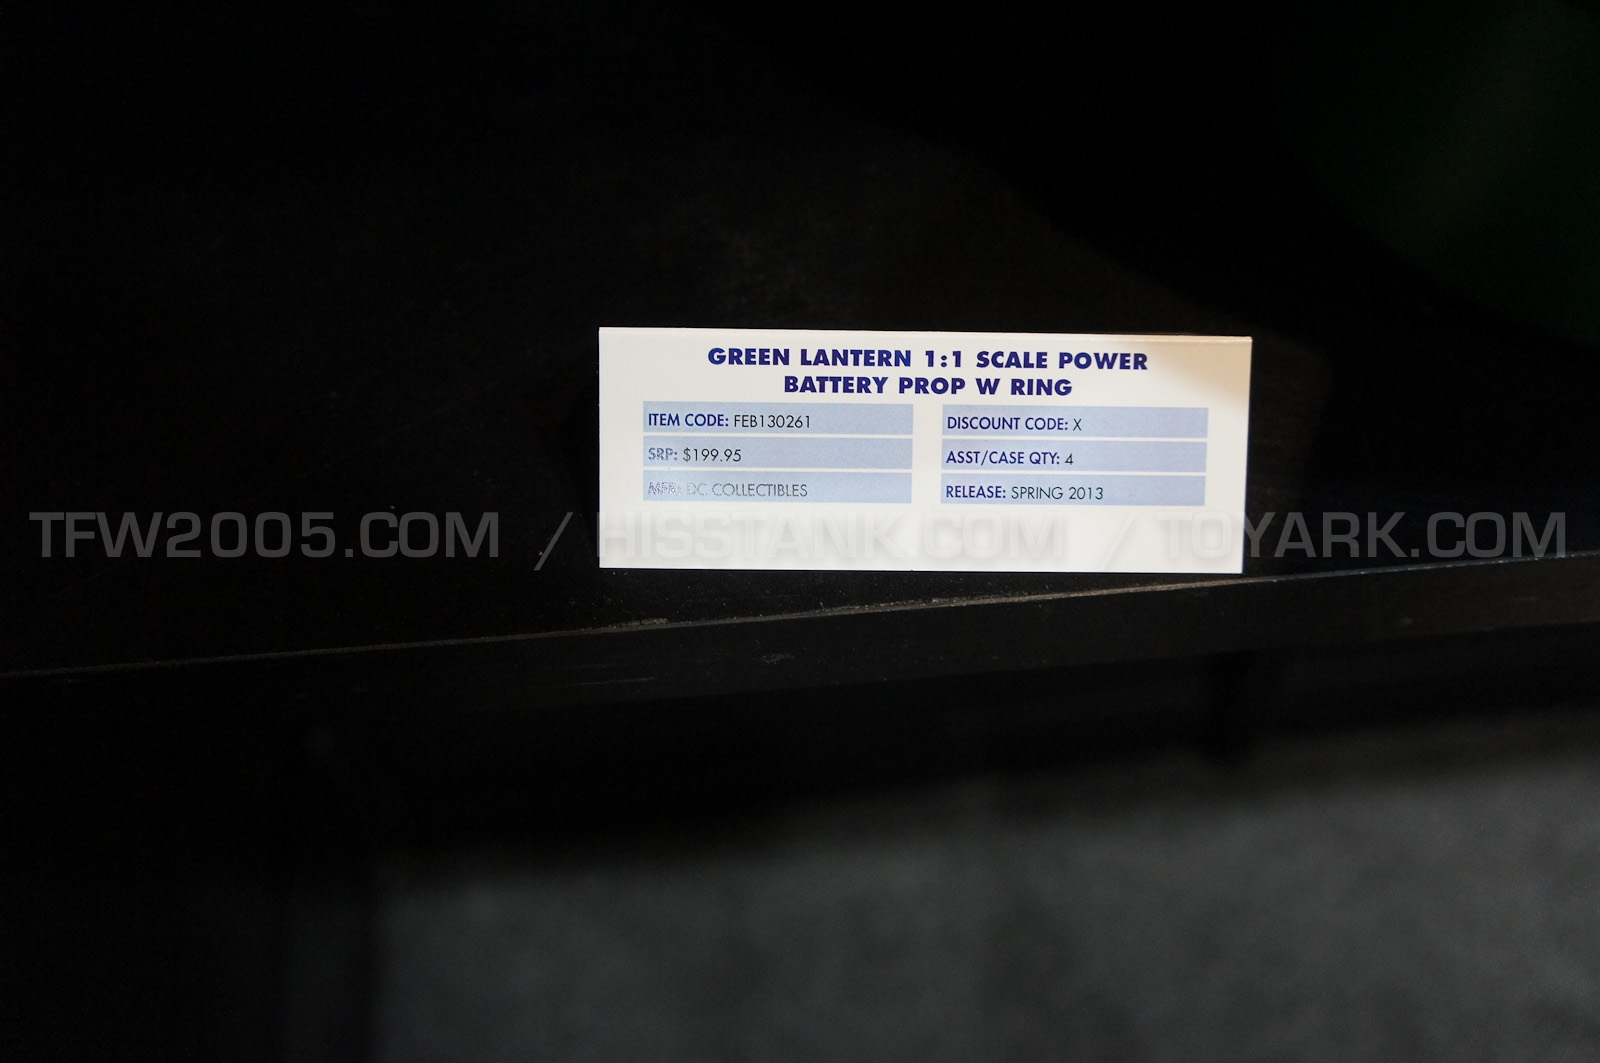 GREEN LANTERN 1:1 SCALE POWER
BATTERY PROP W RING
ITEM CODE: FEB130261
DISCOUNT CODE: X
SRP: $199.95
ASST/CASE QTY: 4
MFR: DC COLLECTIBLES
RELEASE: SPRING 2013
TFW2005.COM / HISSTANK.COM / TOYARK.COM